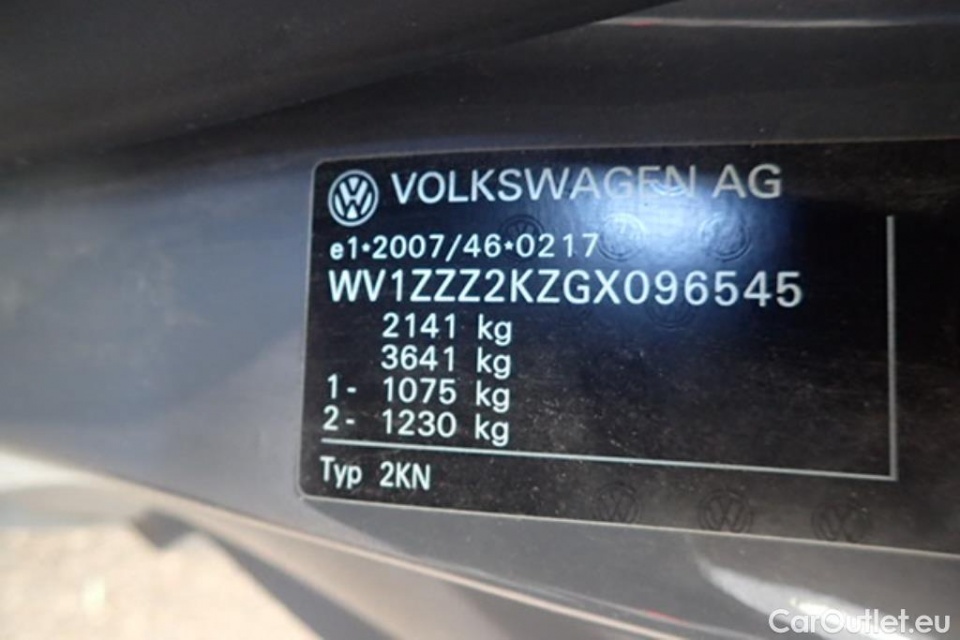 VOLKSWAGEN AG
e1*2007/46*0217
WV1ZZZ2KZGX096545
2141 kg
3641 kg
1- 1075 kg
2- 1230 kg
Typ 2KN
CarOutlet.eu